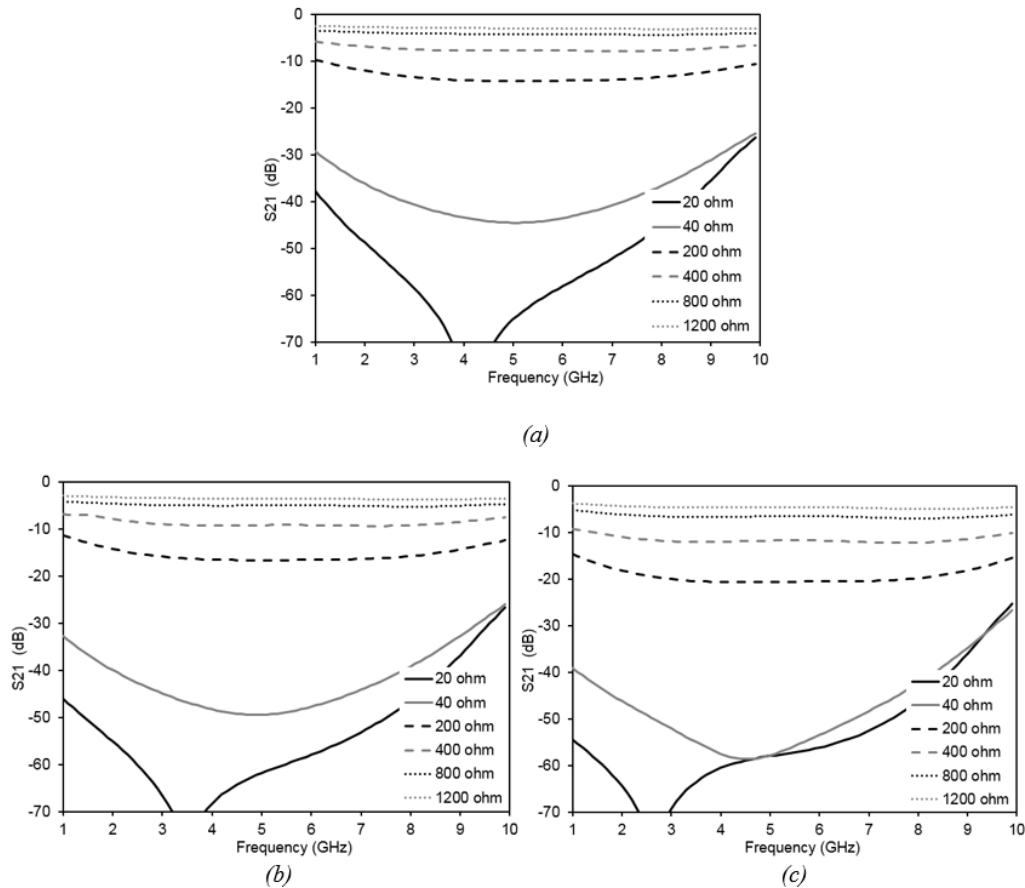 0
-10
-20
-30
-40
-50
-60
-70
S21 (dB)
1 2 3 4 5 6 7 8 9 10
Frequency (GHz)
20 ohm
40 ohm
200 ohm
400 ohm
800 ohm
1200 ohm
(a)
0
-10
-20
-30
-40
-50
-60
-70
S21 (dB)
1 2 3 4 5 6 7 8 9 10
Frequency (GHz)
20 ohm
40 ohm
200 ohm
400 ohm
800 ohm
1200 ohm
(b)
0
-10
-20
-30
-40
-50
-60
-70
S21 (dB)
1 2 3 4 5 6 7 8 9 10
Frequency (GHz)
20 ohm
40 ohm
200 ohm
400 ohm
800 ohm
1200 ohm
(c)